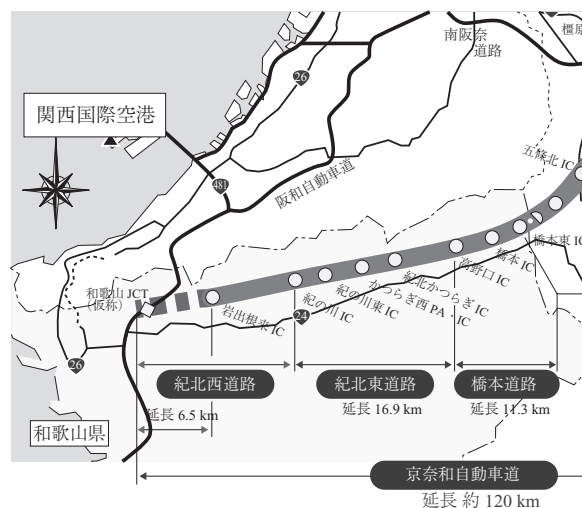 南阪奈
道路
橿原
26
関西国際空港
481
阪和自動車道
五條北 IC
橋本東 IC
橋本 IC
高野口 IC
紀北かつらぎ IC
かつらぎ西 PA・IC
紀の川東 IC
紀の川 IC
岩出根来 IC
和歌山 JCT
（仮称）
24
26
紀北西道路
紀北東道路
橋本道路
延長 6.5 km
延長 16.9 km
延長 11.3 km
和歌山県
京奈和自動車道
延長 約 120 km